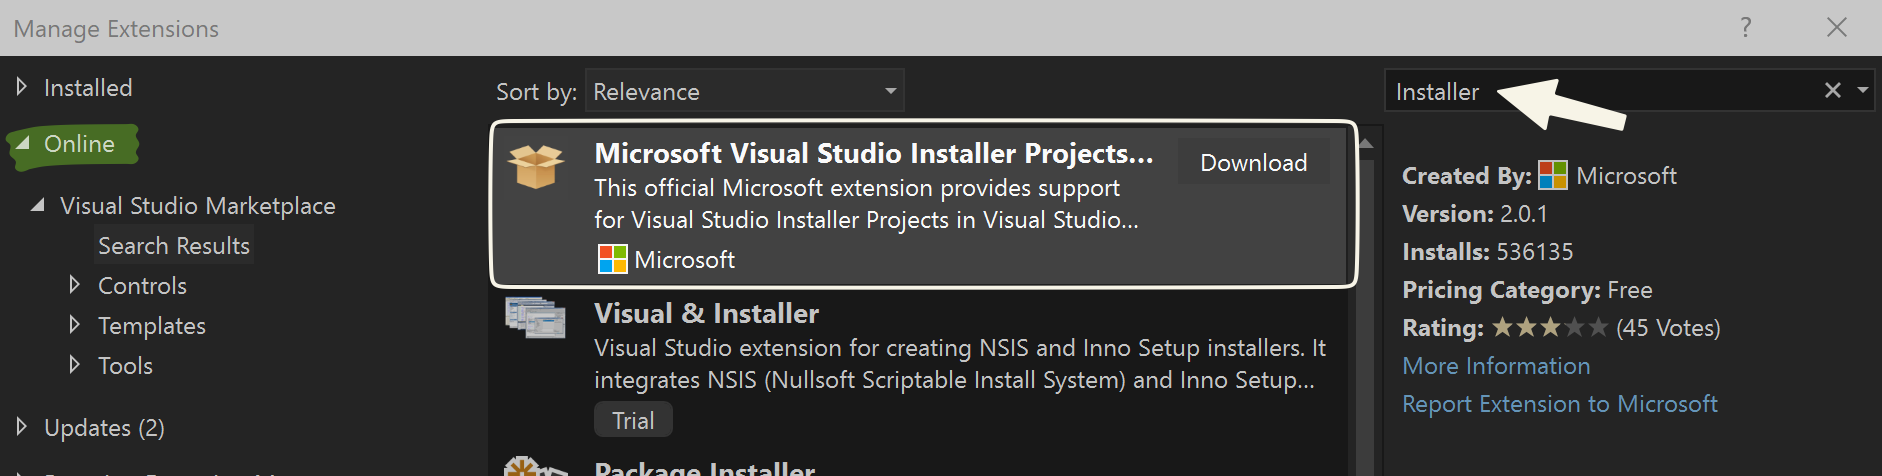 Manage Extensions
?
Installed
Online
Visual Studio Marketplace
Search Results
Controls
Templates
Tools
Updates (2)
Sort by: Relevance
Microsoft Visual Studio Installer Projects...
Download
This official Microsoft extension provides support
for Visual Studio Installer Projects in Visual Studio...
Microsoft
Visual & Installer
Visual Studio extension for creating NSIS and Inno Setup installers. It
integrates NSIS (Nullsoft Scriptable Install System) and Inno Setup...
Trial
Package Installer
Installer
Created By: Microsoft
Version: 2.0.1
Installs: 536135
Pricing Category: Free
Rating: (45 Votes)
More Information
Report Extension to Microsoft